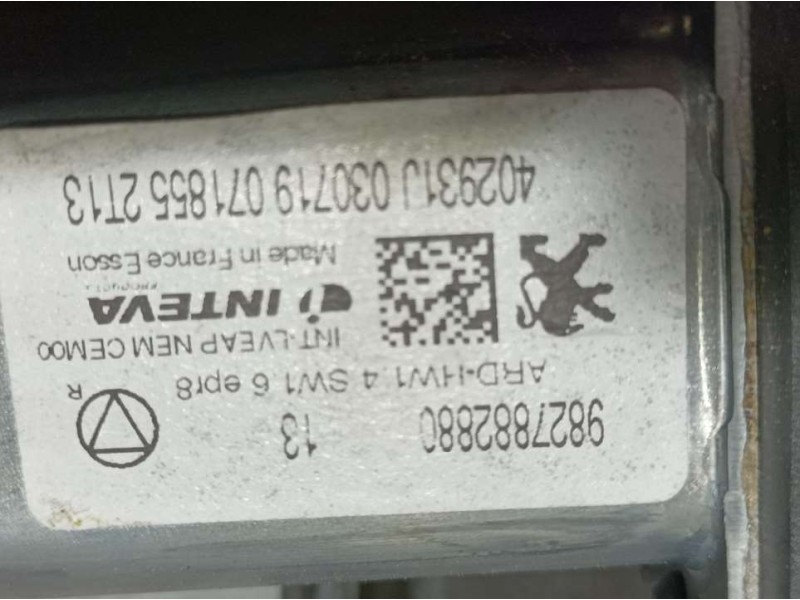 9827882880 13
ARD-HW1.4 SW1.6 epr8
R
INT-LVEAP NEM CEM00
INTEVA
PRODUCTS
Made in France Esson
402931J 030719 071855 2T13